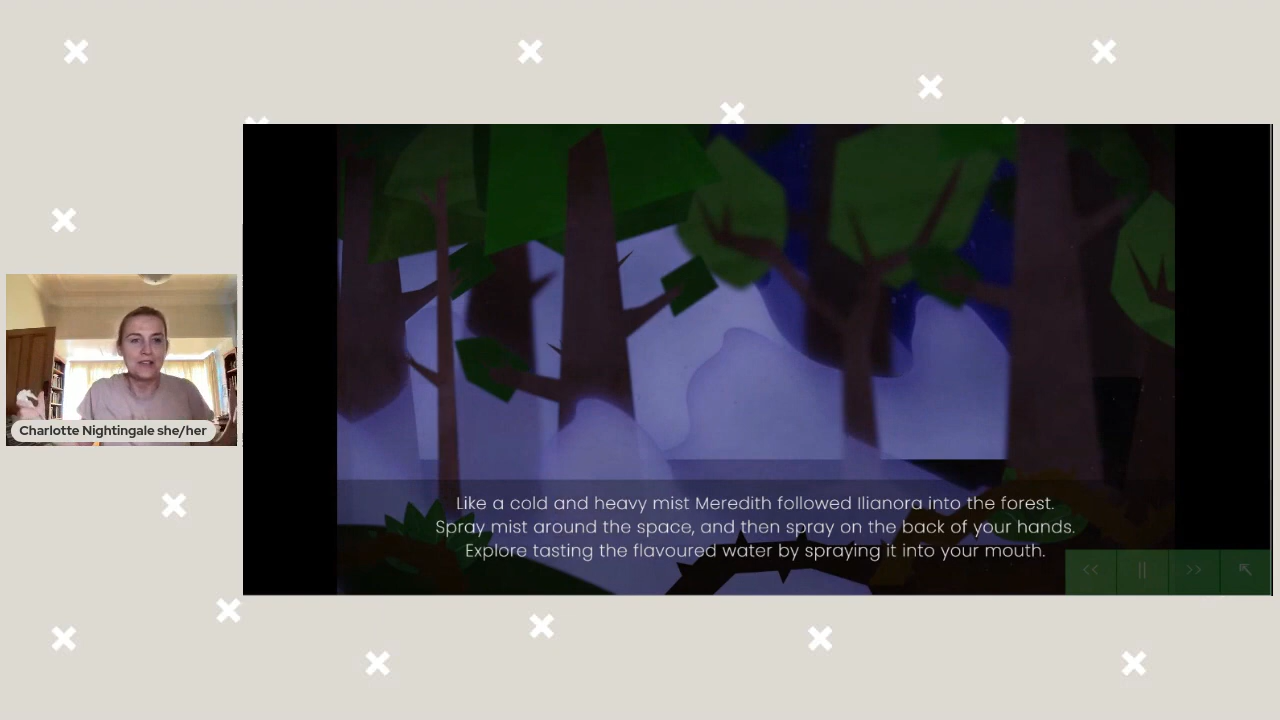 Charlotte Nightingale she/her
Like a cold and heavy mist Meredith followed Ilianora into the forest.
Spray mist around the space, and then spray on the back of your hands.
Explore tasting the flavoured water by spraying it into your mouth.